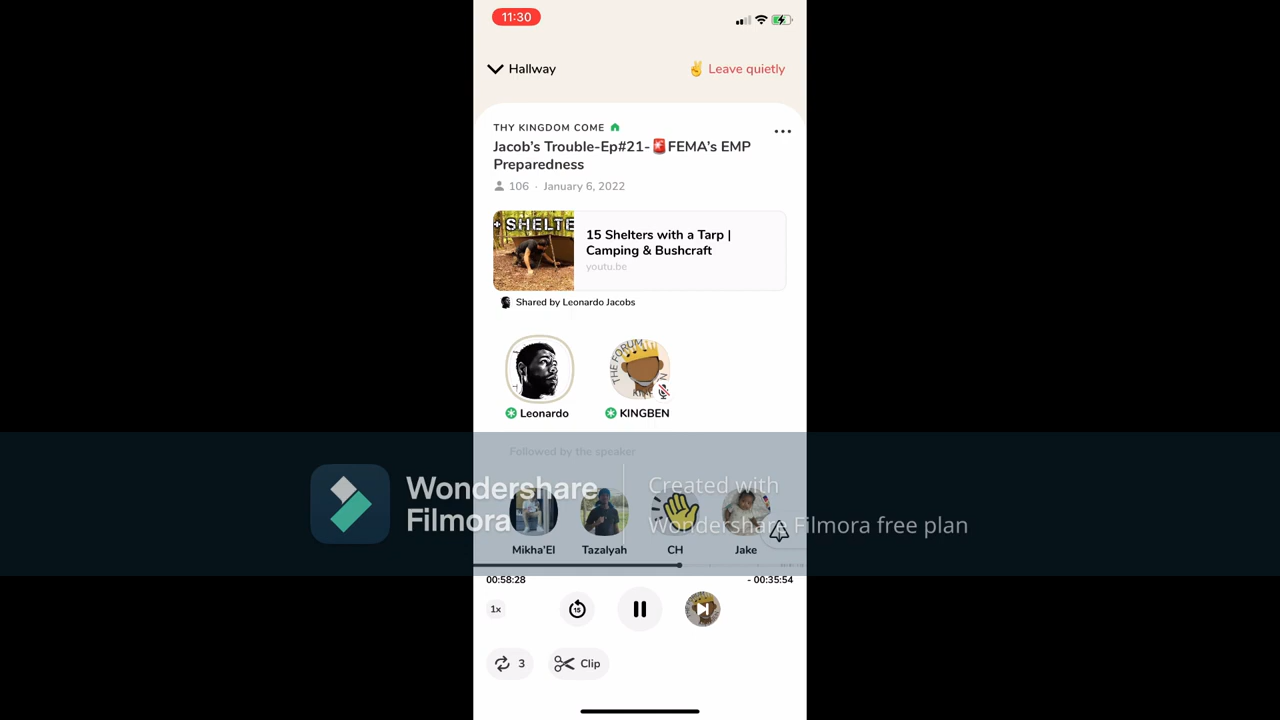 11:30
Hallway
✌️ Leave quietly
THY KINGDOM COME
Jacob's Trouble-Ep#21-🚨FEMA's EMP
Preparedness
106 · January 6, 2022
+ SHELTE
15 Shelters with a Tarp |
Camping & Bushcraft
youtu.be
Shared by Leonardo Jacobs
THE FORUM
Leonardo
KINGBEN
Followed by the speaker
Wondershare
Filmora
Created with
Wondershare Filmora free plan
Mikha'El
Tazalyah
CH
Jake
00:58:28
- 00:35:54
1x
15
3
Clip